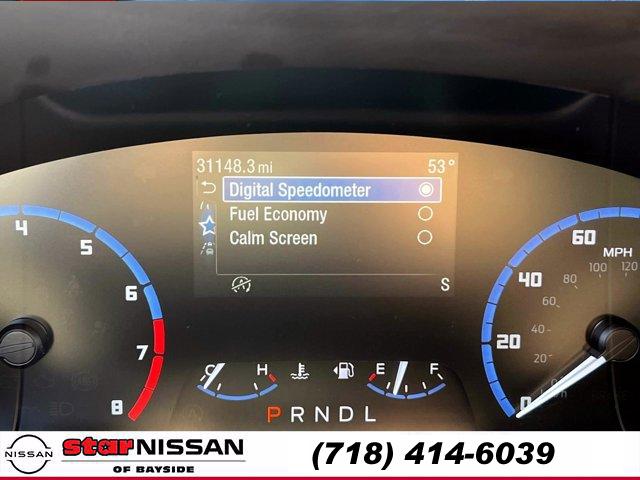 31148.3 mi 53°
Digital Speedometer
Fuel Economy
Calm Screen
S
4 5 6 7 8
60 40 20 0
MPH
120 100 80 60 40 20
C H E F
P R N D L
NISSAN star NISSAN
OF BAYSIDE
(718) 414-6039